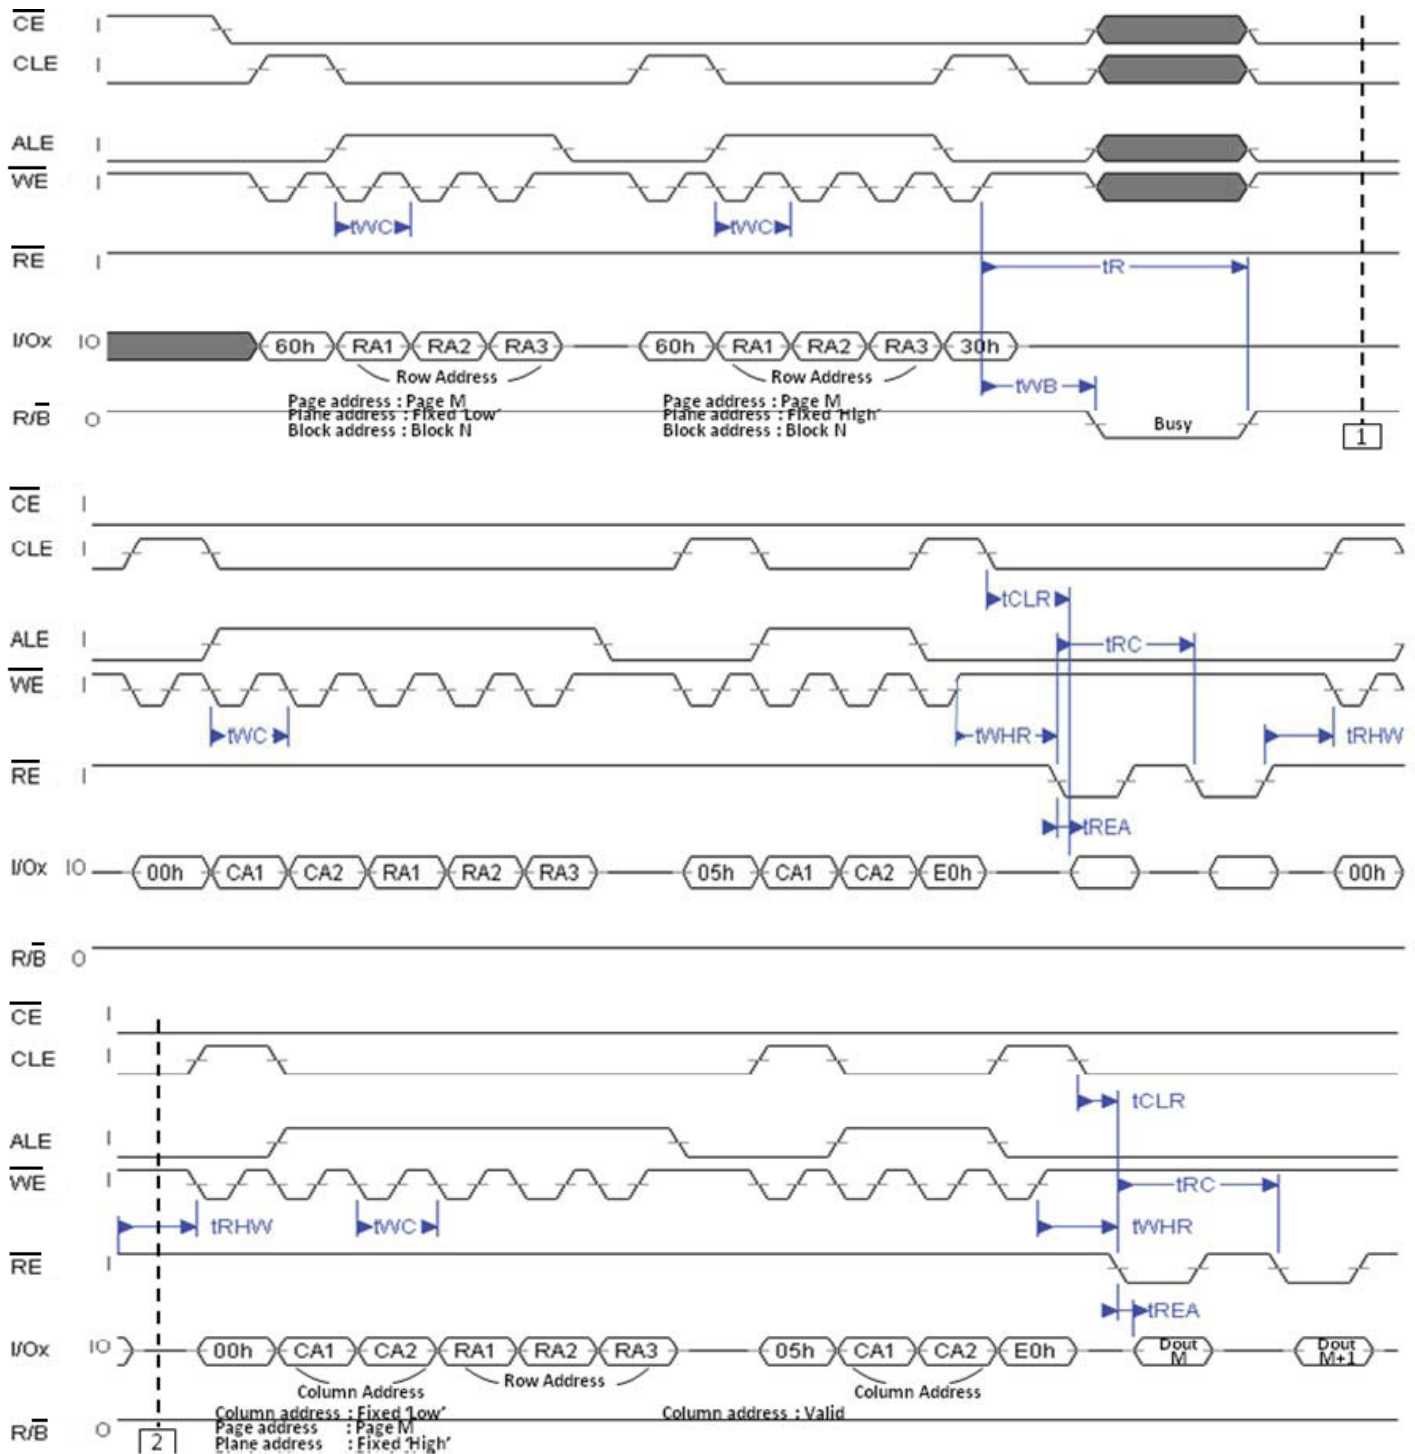 CE I
CLE I
ALE I
WE I
tWC tWC
RE I
tR
I/Ox IO 60h RA1 RA2 RA3 60h RA1 RA2 RA3 30h
Row Address Row Address
tWB
Page address : Page M Page address : Page M
Plane address : Fixed 'Low' Plane address : Fixed 'High'
Block address : Block N Block address : Block N
R/B O Busy
1
CE I
CLE I
tCLR
ALE I
tRC
WE I
tWC tWHR tRHW
RE I
tREA
I/Ox IO 00h CA1 CA2 RA1 RA2 RA3 05h CA1 CA2 E0h 00h
R/B O
CE I
CLE I
tCLR
ALE I
WE I
tRC
tRHW tWC tWHR
RE I
tREA
I/Ox IO 00h CA1 CA2 RA1 RA2 RA3 05h CA1 CA2 E0h Dout M Dout M+1
Column Address Row Address Column Address
Column address : Fixed 'Low' Column address : Valid
Page address : Page M
R/B O
Plane address : Fixed 'High'
2